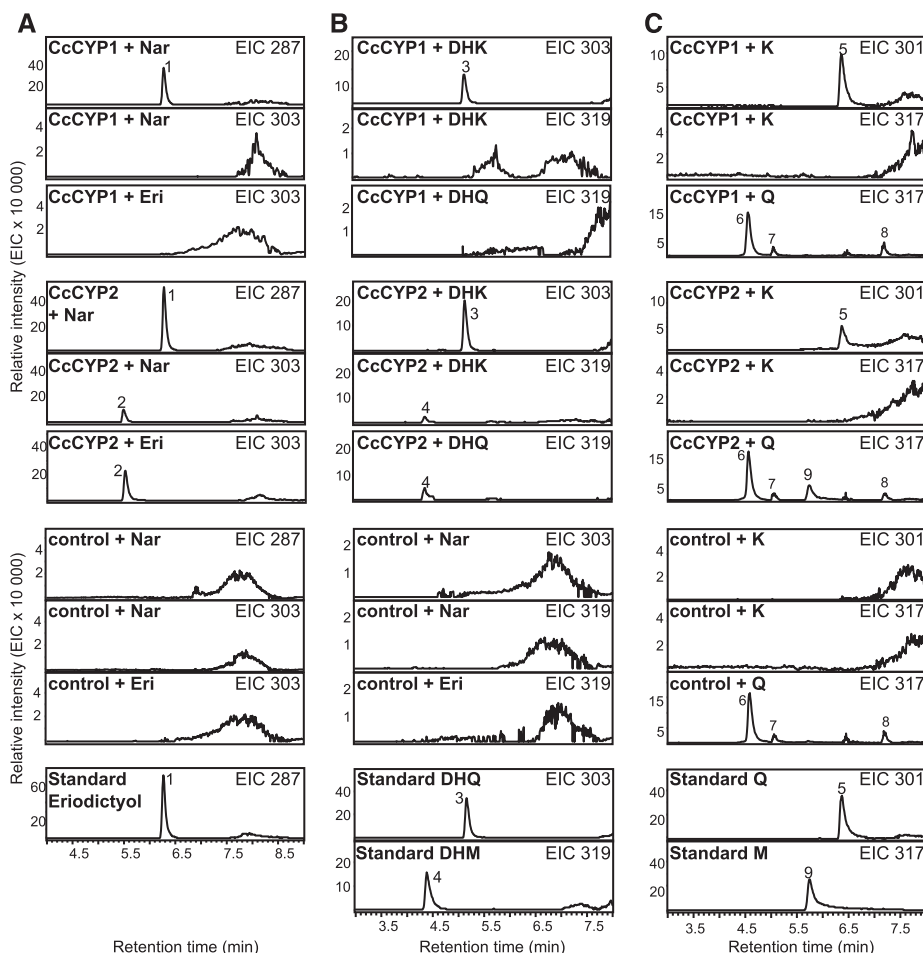 A
Relative intensity (EIC x 10 000)
CcCYP1 + Nar EIC 287
40
20
1
CcCYP1 + Nar EIC 303
4
2
CcCYP1 + Eri EIC 303
4
2
CcCYP2 + Nar EIC 287
40
20
1
CcCYP2 + Nar EIC 303
40
20
2
CcCYP2 + Eri EIC 303
40
20
2
Relative intensity (EIC x 10 000)
control + Nar EIC 287
4
2
control + Nar EIC 303
4
2
control + Eri EIC 303
4
2
Standard Eriodictyol EIC 287
60
20
1
4.5 5.5 6.5 7.5 8.5
Retention time (min)
B
CcCYP1 + DHK EIC 303
20
10
3
CcCYP1 + DHK EIC 319
2
1
CcCYP1 + DHQ EIC 319
2
1
CcCYP2 + DHK EIC 303
20
10
3
CcCYP2 + DHK EIC 319
20
10
4
CcCYP2 + DHQ EIC 319
20
10
4
control + Nar EIC 303
2
1
control + Nar EIC 319
2
1
control + Eri EIC 319
2
1
Standard DHQ EIC 303
40
20
3
Standard DHM EIC 319
20
10
4
3.5 4.5 5.5 6.5 7.5
Retention time (min)
C
CcCYP1 + K EIC 301
10
5
5
CcCYP1 + K EIC 317
4
2
CcCYP1 + Q EIC 317
15
5
6
7
8
CcCYP2 + K EIC 301
10
5
5
CcCYP2 + K EIC 317
4
2
CcCYP2 + Q EIC 317
15
5
6
7
9
8
control + K EIC 301
4
2
control + K EIC 317
4
2
control + Q EIC 317
15
5
6
7
8
Standard Q EIC 301
40
20
5
Standard M EIC 317
40
20
9
3.5 4.5 5.5 6.5 7.5
Retention time (min)